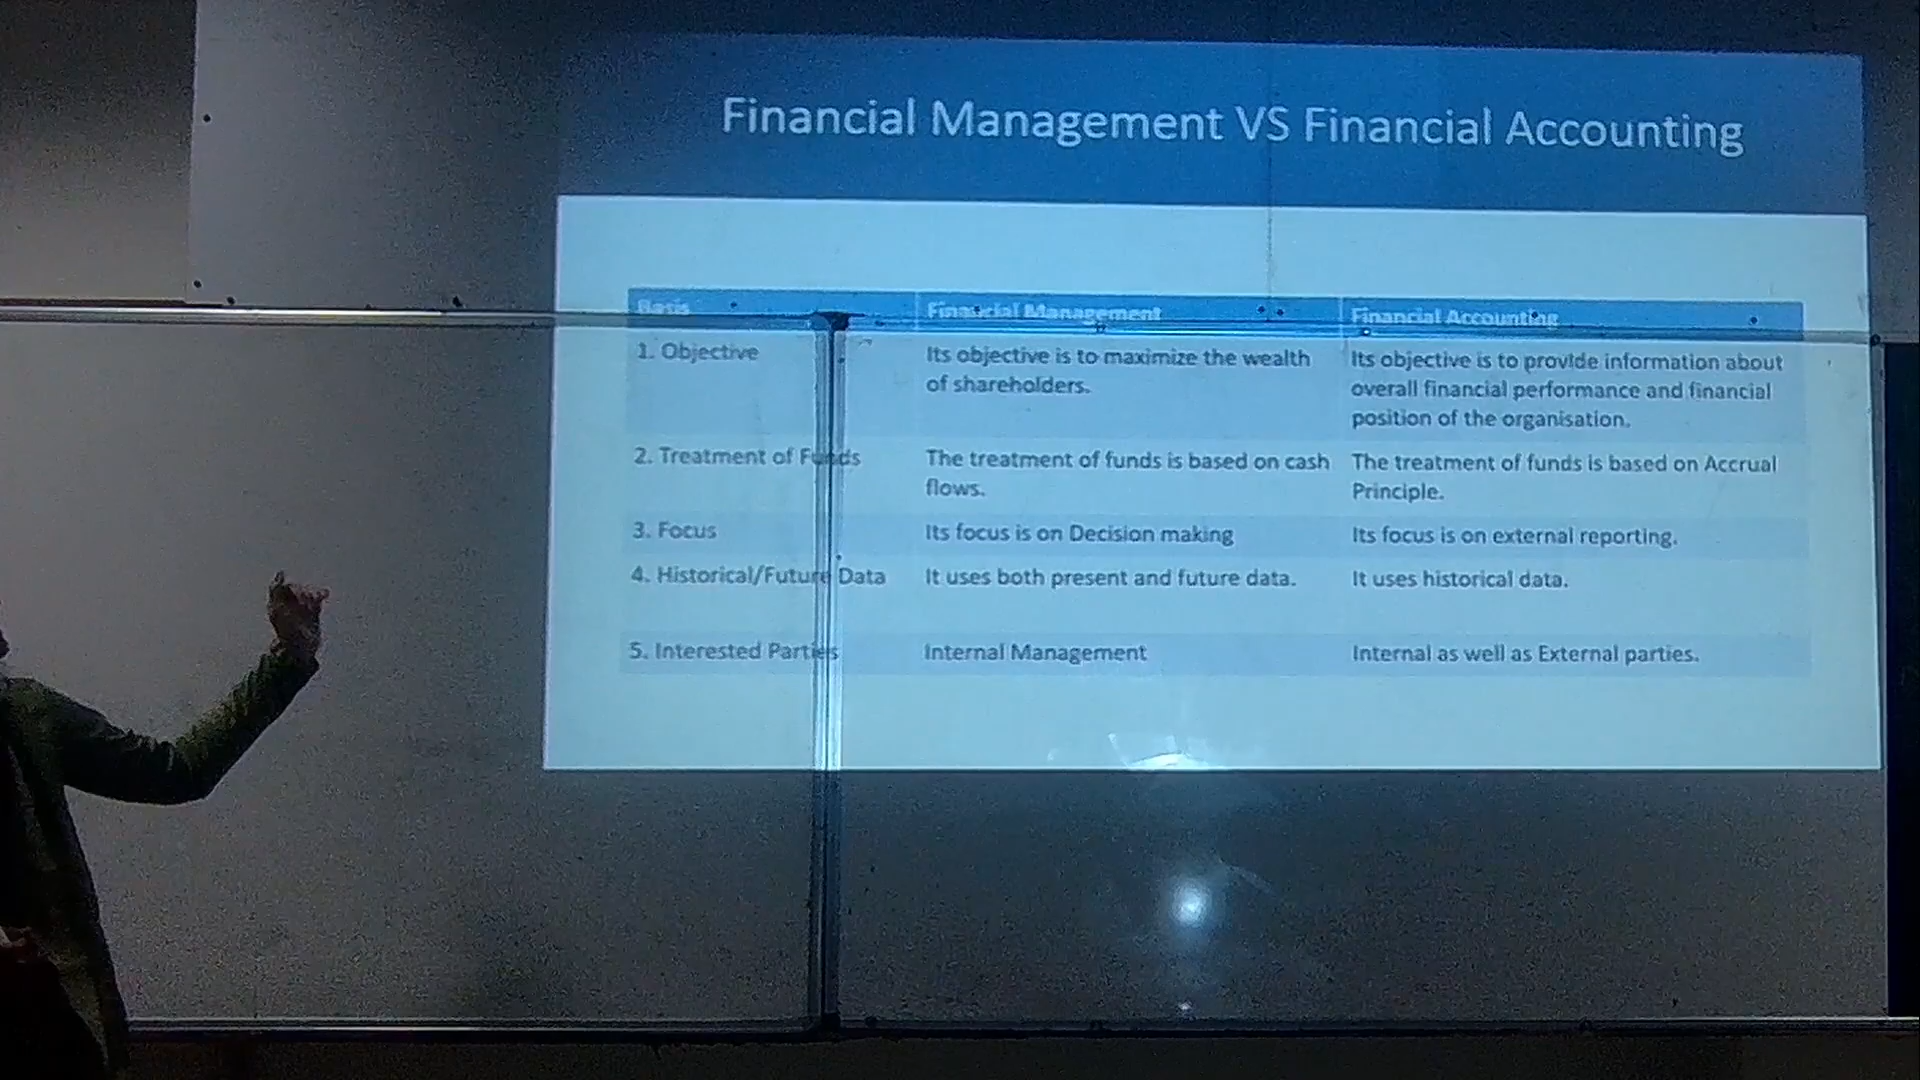 Financial Management VS Financial Accounting
Basis Financial Management Financial Accounting
1. Objective Its objective is to maximize the wealth Its objective is to provide information about
of shareholders. overall financial performance and financial
position of the organisation.
2. Treatment of Funds The treatment of funds is based on cash The treatment of funds is based on Accrual
flows. Principle.
3. Focus Its focus is on Decision making Its focus is on external reporting.
4. Historical/Future Data It uses both present and future data. It uses historical data.
5. Interested Parties Internal Management Internal as well as External parties.